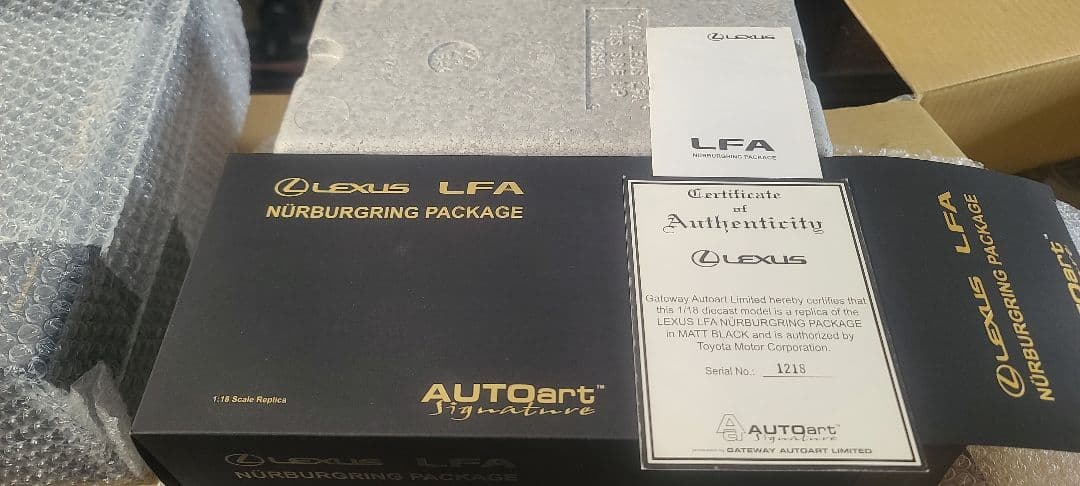 LEXUS
LFA
NÜRBURGRING PACKAGE
LEXUS LFA
NÜRBURGRING PACKAGE
1:18 Scale Replica
AUTOart™
Signature
LEXUS LFA
NÜRBURGRING PACKAGE
Certificate
of
Authenticity
LEXUS
Gateway Autoart Limited hereby certifies that
this 1/18 diecast model is a replica of the
LEXUS LFA NÜRBURGRING PACKAGE
in MATT BLACK and is authorized by
Toyota Motor Corporation.
Serial No.: 1218
AA AUTOart™
Signature
GATEWAY AUTOART LIMITED
LEXUS LFA
NÜRBURGRING PACKAGE